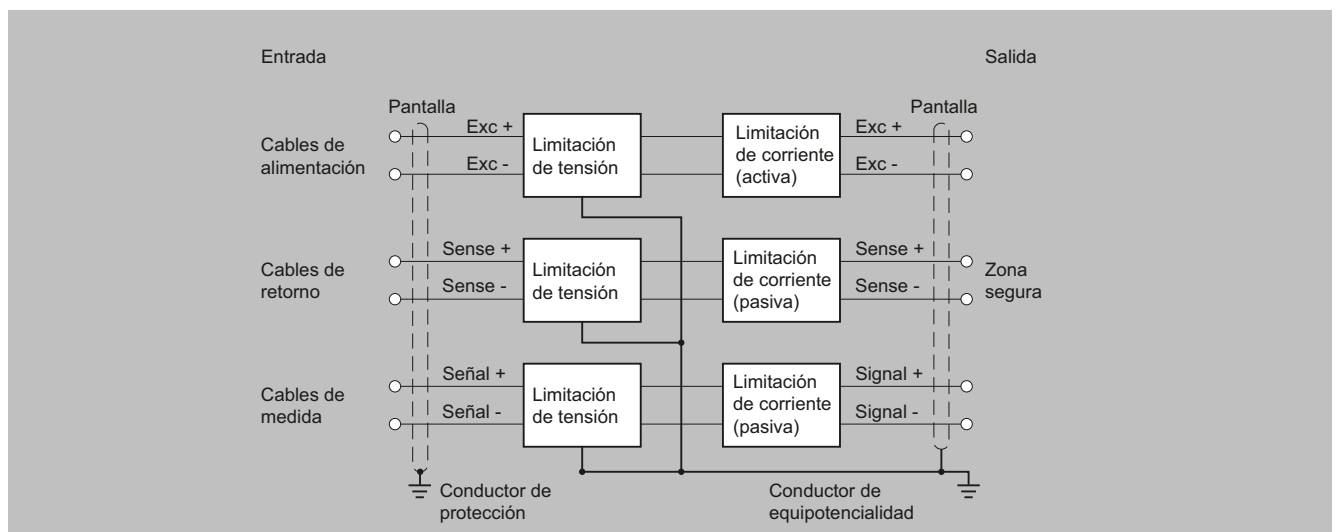 Entrada
Salida
Pantalla
Pantalla
Cables de
alimentación
Exc +
Exc -
Limitación
de tensión
Limitación
de corriente
(activa)
Exc +
Exc -
Cables de
retorno
Sense +
Sense -
Limitación
de tensión
Limitación
de corriente
(pasiva)
Sense +
Sense -
Zona
segura
Cables de
medida
Señal +
Señal -
Limitación
de tensión
Limitación
de corriente
(pasiva)
Signal +
Signal -
Conductor de
protección
Conductor de
equipotencialidad